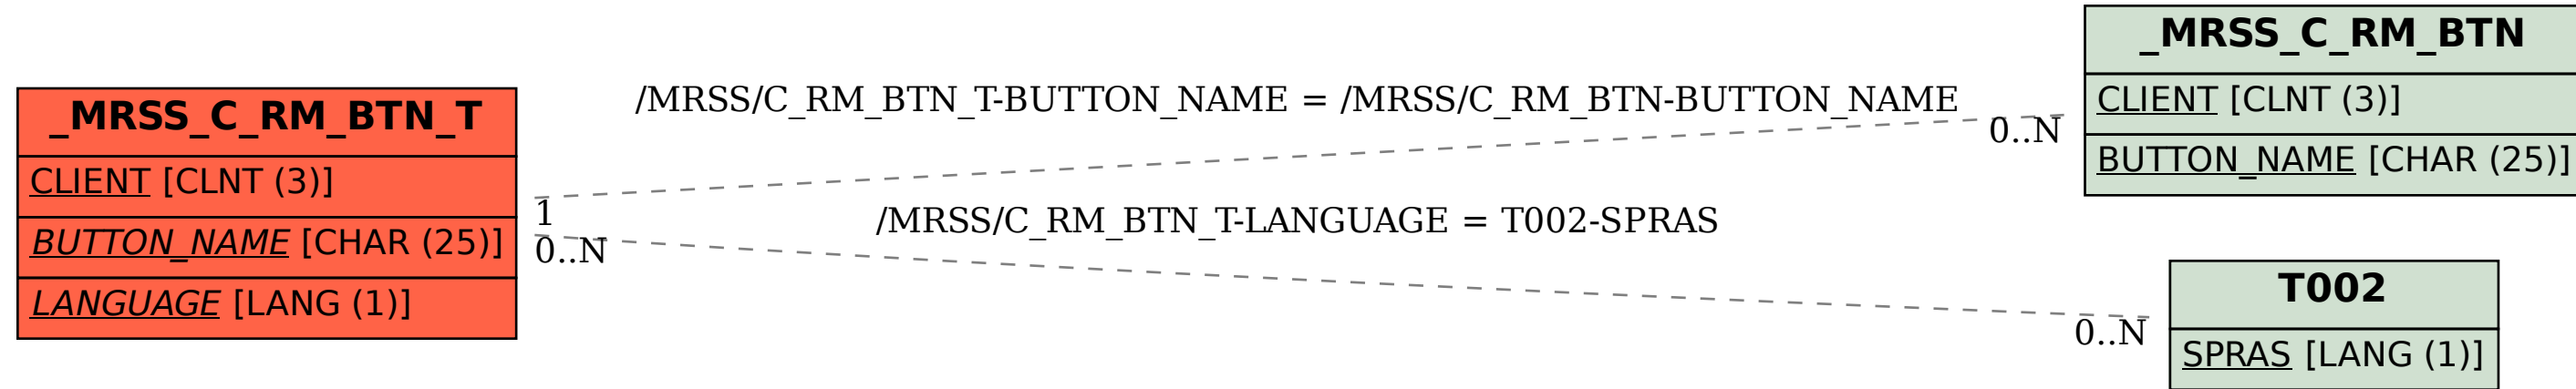 _MRSS_C_RM_BTN_T
CLIENT [CLNT (3)]
BUTTON_NAME [CHAR (25)]
LANGUAGE [LANG (1)]
/MRSS/C_RM_BTN_T-BUTTON_NAME = /MRSS/C_RM_BTN-BUTTON_NAME
0..N
1
/MRSS/C_RM_BTN_T-LANGUAGE = T002-SPRAS
0..N
0..N
_MRSS_C_RM_BTN
CLIENT [CLNT (3)]
BUTTON_NAME [CHAR (25)]
T002
SPRAS [LANG (1)]